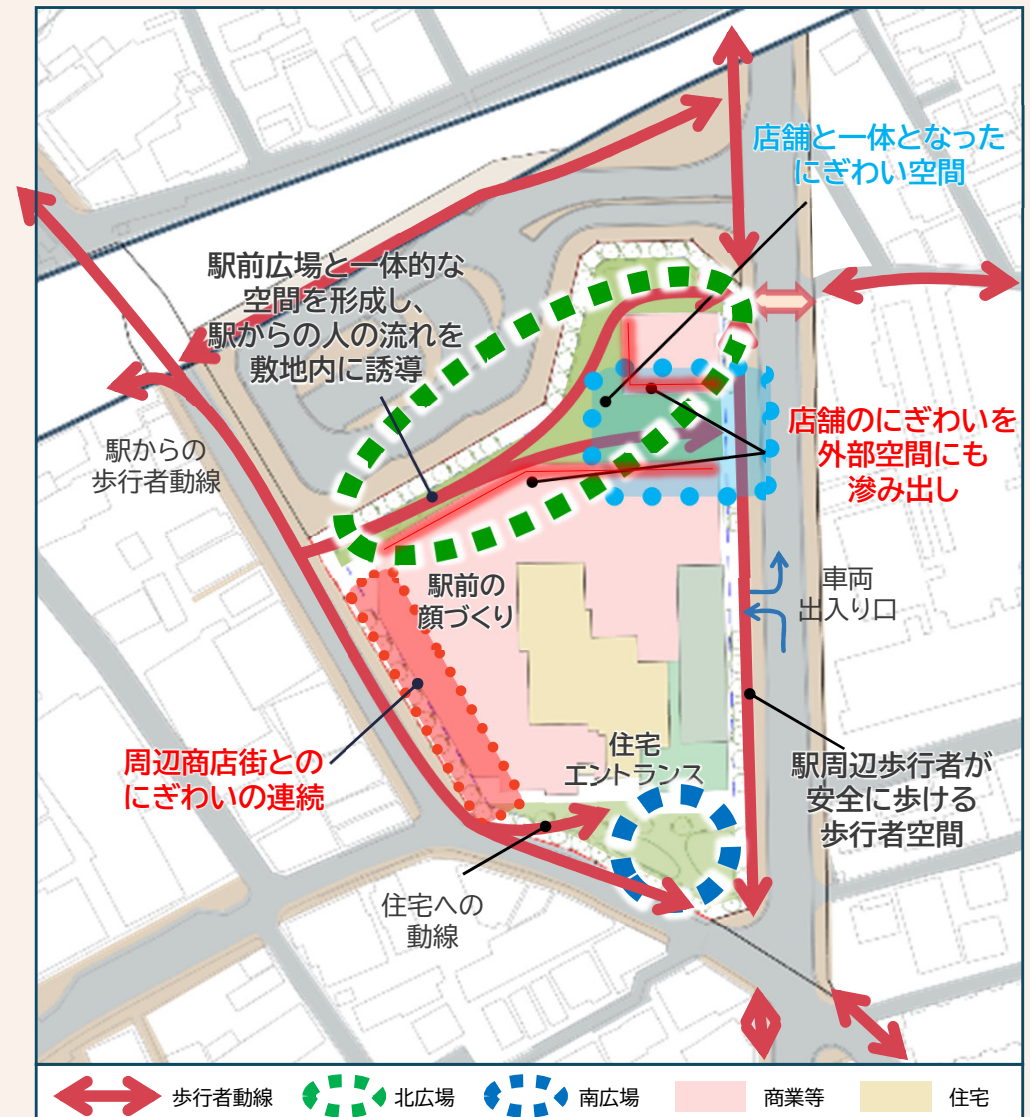 店舗と一体となった
にぎわい空間
駅前広場と一体的な
空間を形成し、
駅からの人の流れを
敷地内に誘導
駅からの
歩行者動線
店舗のにぎわいを
外部空間にも
滲み出し
駅前の
顔づくり
車両
出入り口
周辺商店街との
にぎわいの連続
住宅
エントランス
駅周辺歩行者が
安全に歩ける
歩行者空間
住宅への
動線
歩行者動線
北広場
南広場
商業等
住宅